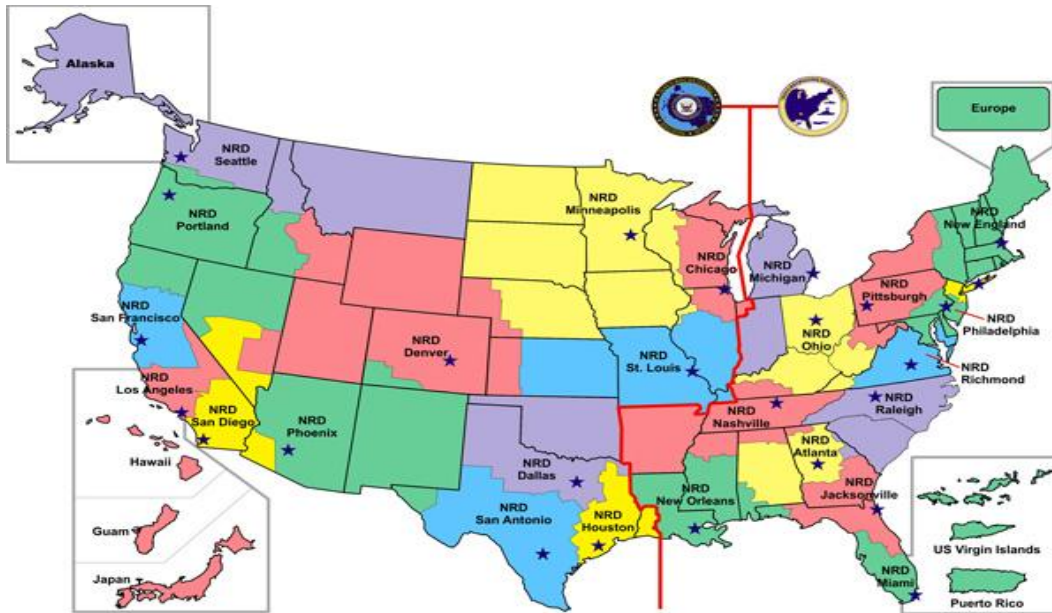 Alaska
Europe
NRD
Seattle
NRD
Portland
NRD
Minneapolis
NRD
Chicago
NRD
Michigan
NRD
New England
NRD
Pittsburgh
NRD
Philadelphia
NRD
Ohio
NRD
Richmond
NRD
San Francisco
NRD
Denver
NRD
St. Louis
NRD
Los Angeles
NRD
San Diego
NRD
Phoenix
NRD
Nashville
NRD
Raleigh
NRD
Dallas
NRD
Atlanta
NRD
New Orleans
NRD
Jacksonville
NRD
San Antonio
NRD
Houston
NRD
Miami
Hawaii
Guam
Japan
US Virgin Islands
Puerto Rico